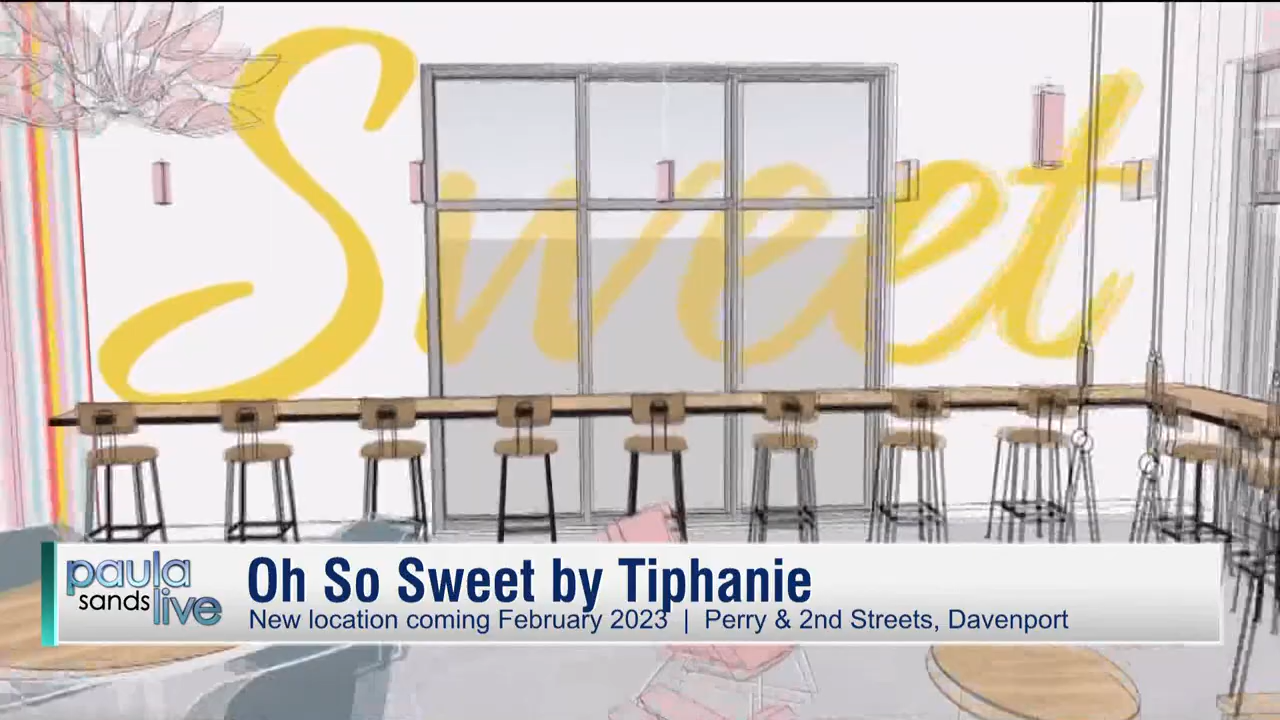 Sweet
paula
sands live
Oh So Sweet by Tiphanie
New location coming February 2023 | Perry & 2nd Streets, Davenport